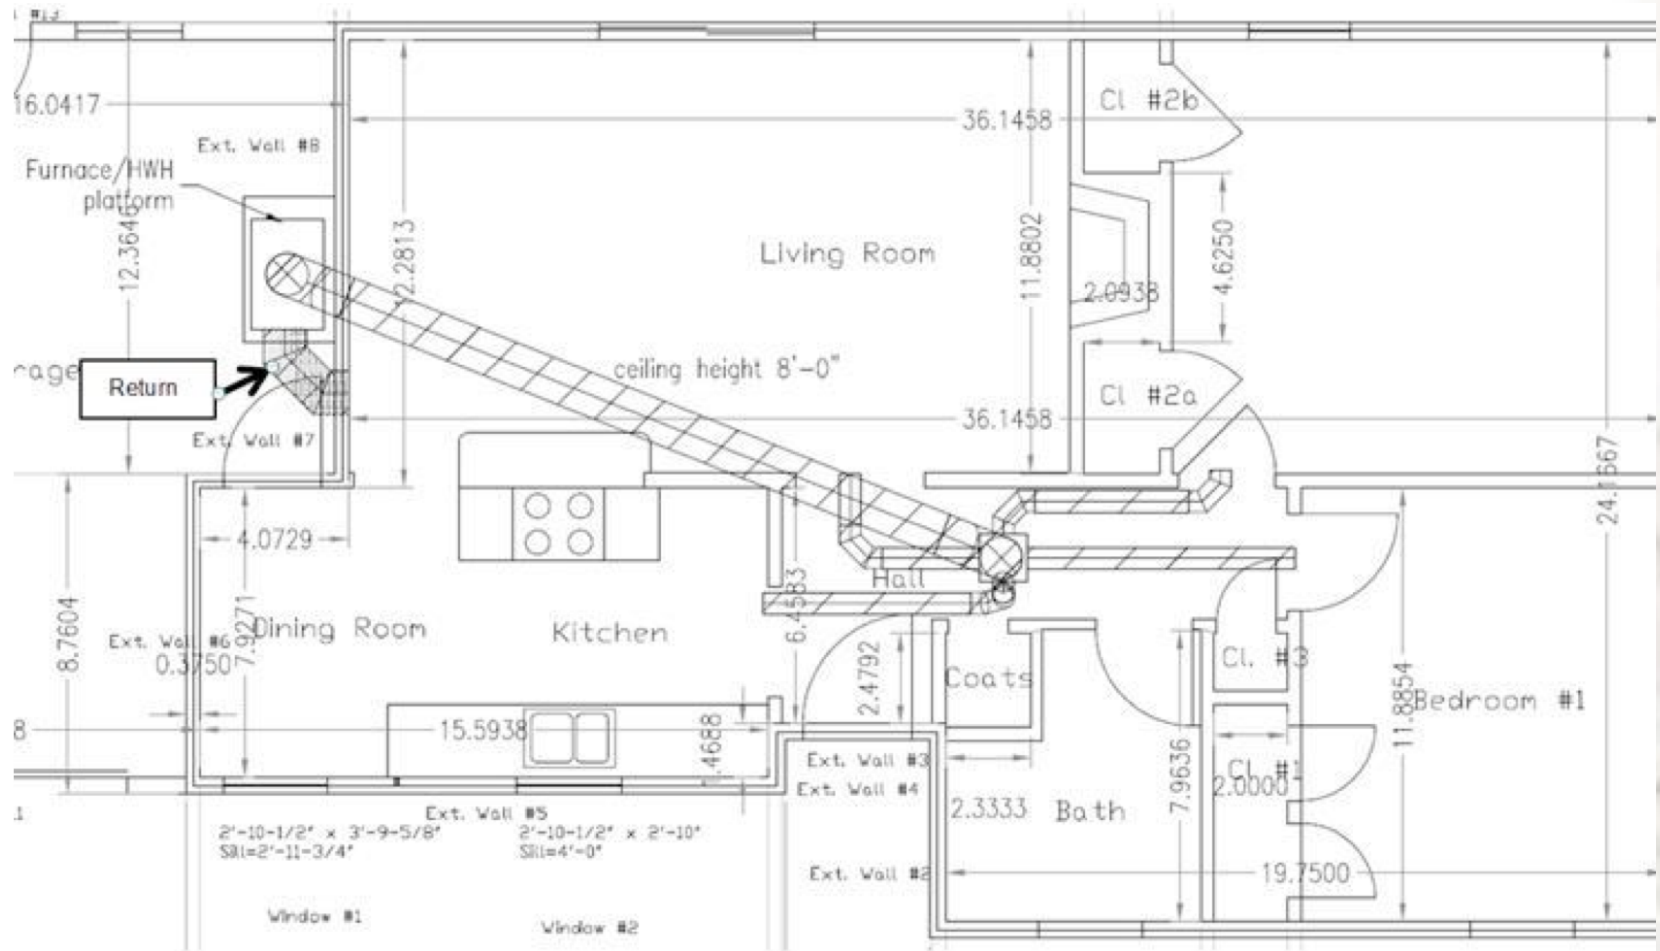 #13
16.0417
36.1458
Cl #2b
Ext. Wall #8
Furnace/HWH
platform
12.3646
12.2813
11.8802
4.6250
Living Room
2.0938
ceiling height 8'-0"
Return
Cl #2a
36.1458
Ext. Wall #7
24.1667
4.0729
Hall
6.4583
8.7604
7.9271
Ext. Wall #6
0.3750
Dining Room
Kitchen
2.4792
Coats
Cl. #3
11.8854
Bedroom #1
8
15.5938
.4688
Ext. Wall #3
Ext. Wall #4
7.9636
Cl #1
2.0000
2.3333
Bath
Ext. Wall #5
2'-10-1/2" x 3'-9-5/8"
Sill=2'-11-3/4"
2'-10-1/2" x 2'-10"
Sill=4'-0"
Ext. Wall #2
19.7500
Window #1
Window #2